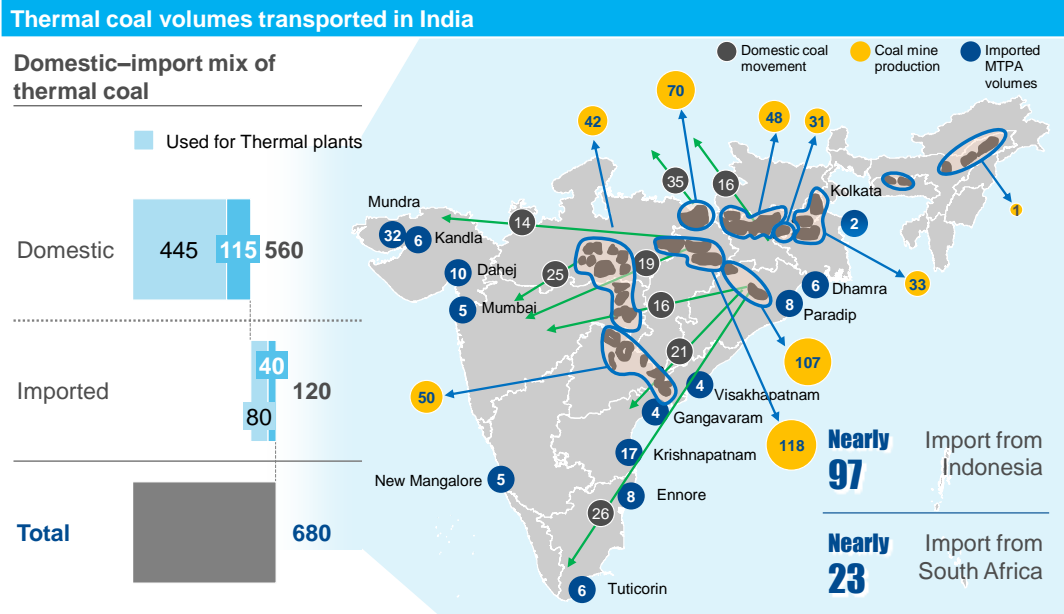 Thermal coal volumes transported in India
Domestic–import mix of
thermal coal
Used for Thermal plants
Domestic
445
115
560
Imported
40
80
120
Total
680
Domestic coal
movement
Coal mine
production
Imported
MTPA
volumes
70
42
48
31
35
16
Kolkata
2
1
Mundra
32
6
Kandla
14
10
Dahej
25
19
33
5
Mumbai
16
6
Dhamra
8
Paradip
21
107
50
4
Visakhapatnam
4
Gangavaram
118
17
Krishnapatnam
New Mangalore
5
8
Ennore
26
6
Tuticorin
Nearly
97
Import from
Indonesia
Nearly
23
Import from
South Africa